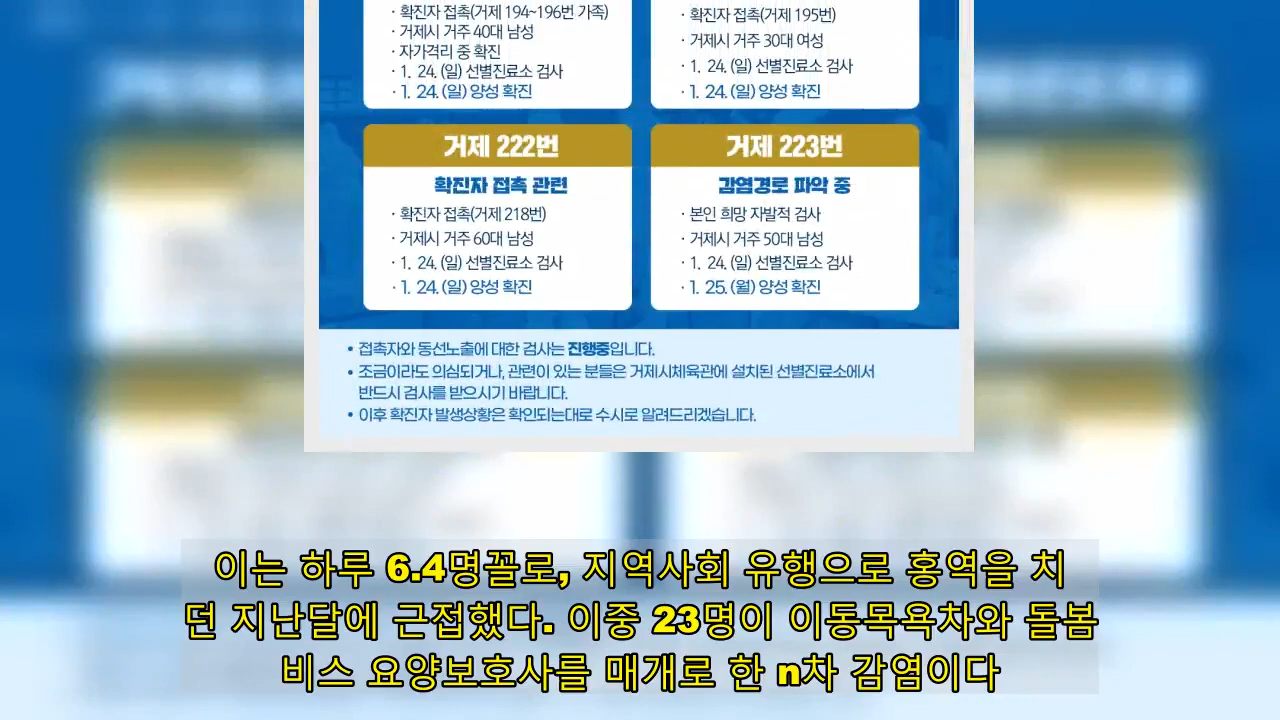 · 확진자 접촉(거제 194~196번 가족)
· 거제시 거주 40대 남성
· 자가격리 중 확진
· 1. 24. (일) 선별진료소 검사
· 1. 24. (일) 양성 확진
· 확진자 접촉(거제 195번)
· 거제시 거주 30대 여성
· 1. 24. (일) 선별진료소 검사
· 1. 24. (일) 양성 확진
거제 222번
확진자 접촉 관련
· 확진자 접촉(거제 218번)
· 거제시 거주 60대 남성
· 1. 24. (일) 선별진료소 검사
· 1. 24. (일) 양성 확진
거제 223번
감염경로 파악 중
· 본인 희망 자발적 검사
· 거제시 거주 50대 남성
· 1. 24. (일) 선별진료소 검사
· 1. 25. (월) 양성 확진
• 접촉자와 동선노출에 대한 검사는 진행중입니다.
• 조금이라도 의심되거나, 관련이 있는 분들은 거제시체육관에 설치된 선별진료소에서
반드시 검사를 받으시기 바랍니다.
• 이후 확진자 발생상황은 확인되는대로 수시로 알려드리겠습니다.
이는 하루 6.4명꼴로, 지역사회 유행으로 홍역을 치
던 지난달에 근접했다. 이중 23명이 이동목욕차와 돌봄
비스 요양보호사를 매개로 한 n차 감염이다